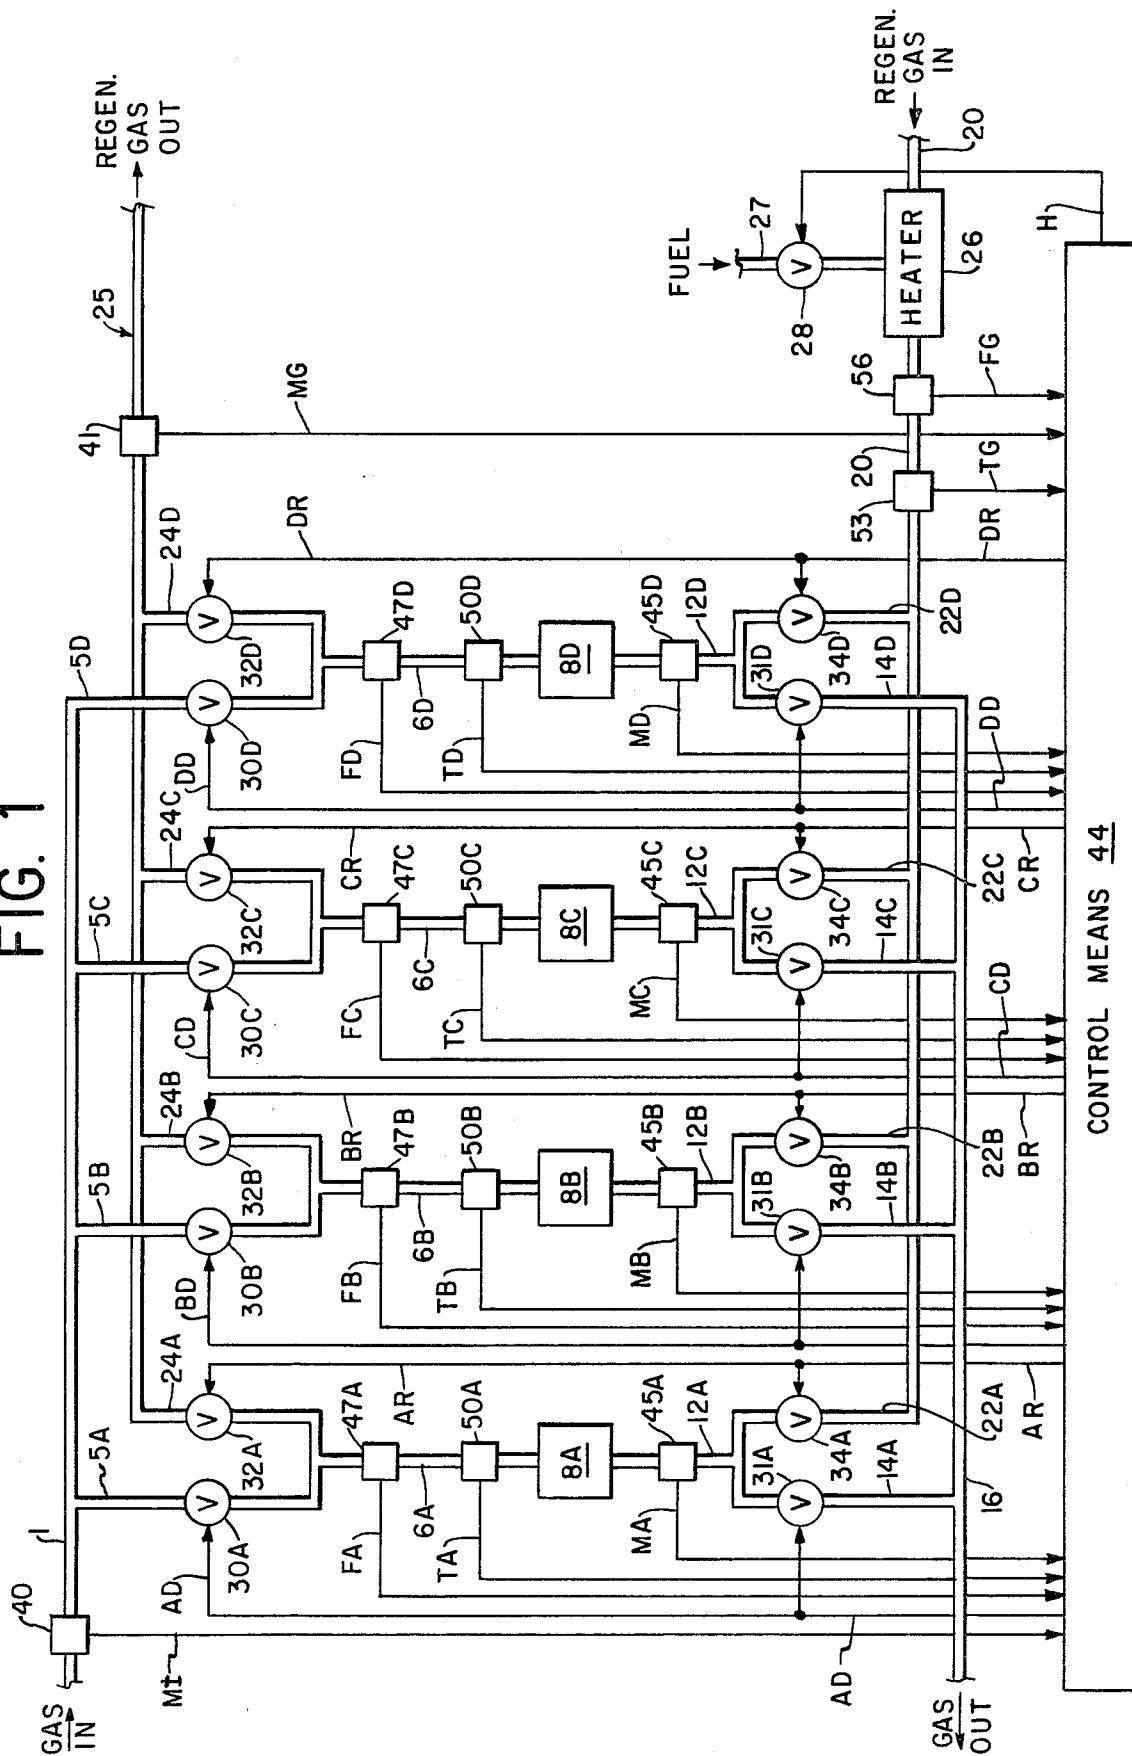 FIG. 1
GAS
IN
40
1
MI
5A
5B
5C
5D
24A
24B
24C
24D
25
REGEN.
GAS
OUT
41
MG
AD
BD
CD
DD
V
V
V
V
V
V
V
V
30A
32A
30B
32B
30C
32C
30D
32D
AR
BR
CR
DR
47A
47B
47C
47D
FA
FB
FC
FD
6A
6B
6C
6D
50A
50B
50C
50D
TA
TB
TC
TD
8A
8B
8C
8D
45A
45B
45C
45D
MA
MB
MC
MD
12A
12B
12C
12D
31A
31B
31C
31D
V
V
V
V
V
V
V
V
34A
34B
34C
34D
14A
14B
14C
14D
22A
22B
22C
22D
FUEL
27
V
28
HEATER
26
REGEN.
GAS
IN
20
56
FG
20
53
TG
H
AD
AR
BR
CD
CR
DD
DR
16
GAS
OUT
CONTROL MEANS 44